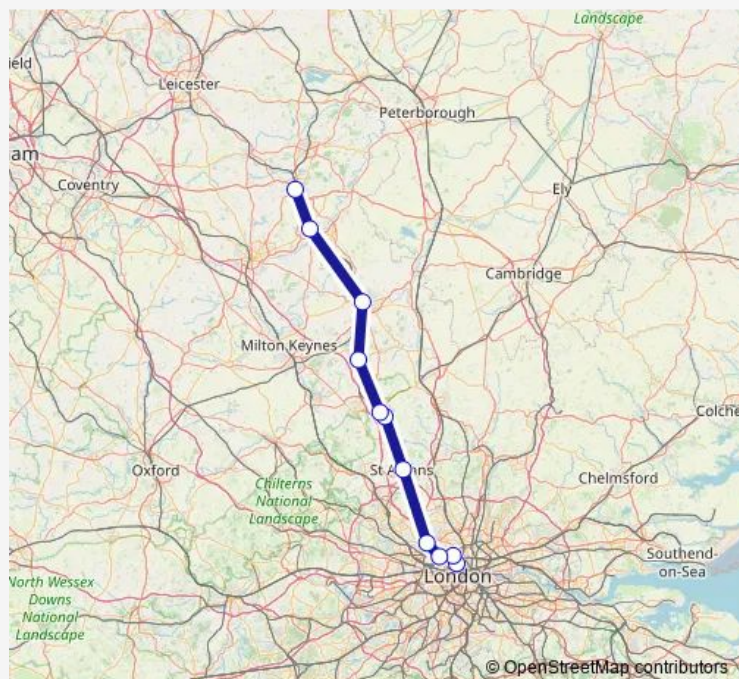 Landscape
ield
Leicester
Peterborough
am
Coventry
Ely
Cambridge
Milton Keynes
Colche
Oxford
St Albans
Chilterns
National
Landscape
Chelmsford
Southend-
on-Sea
London
North Wessex
Downs
National
Landscape
© OpenStreetMap contributors